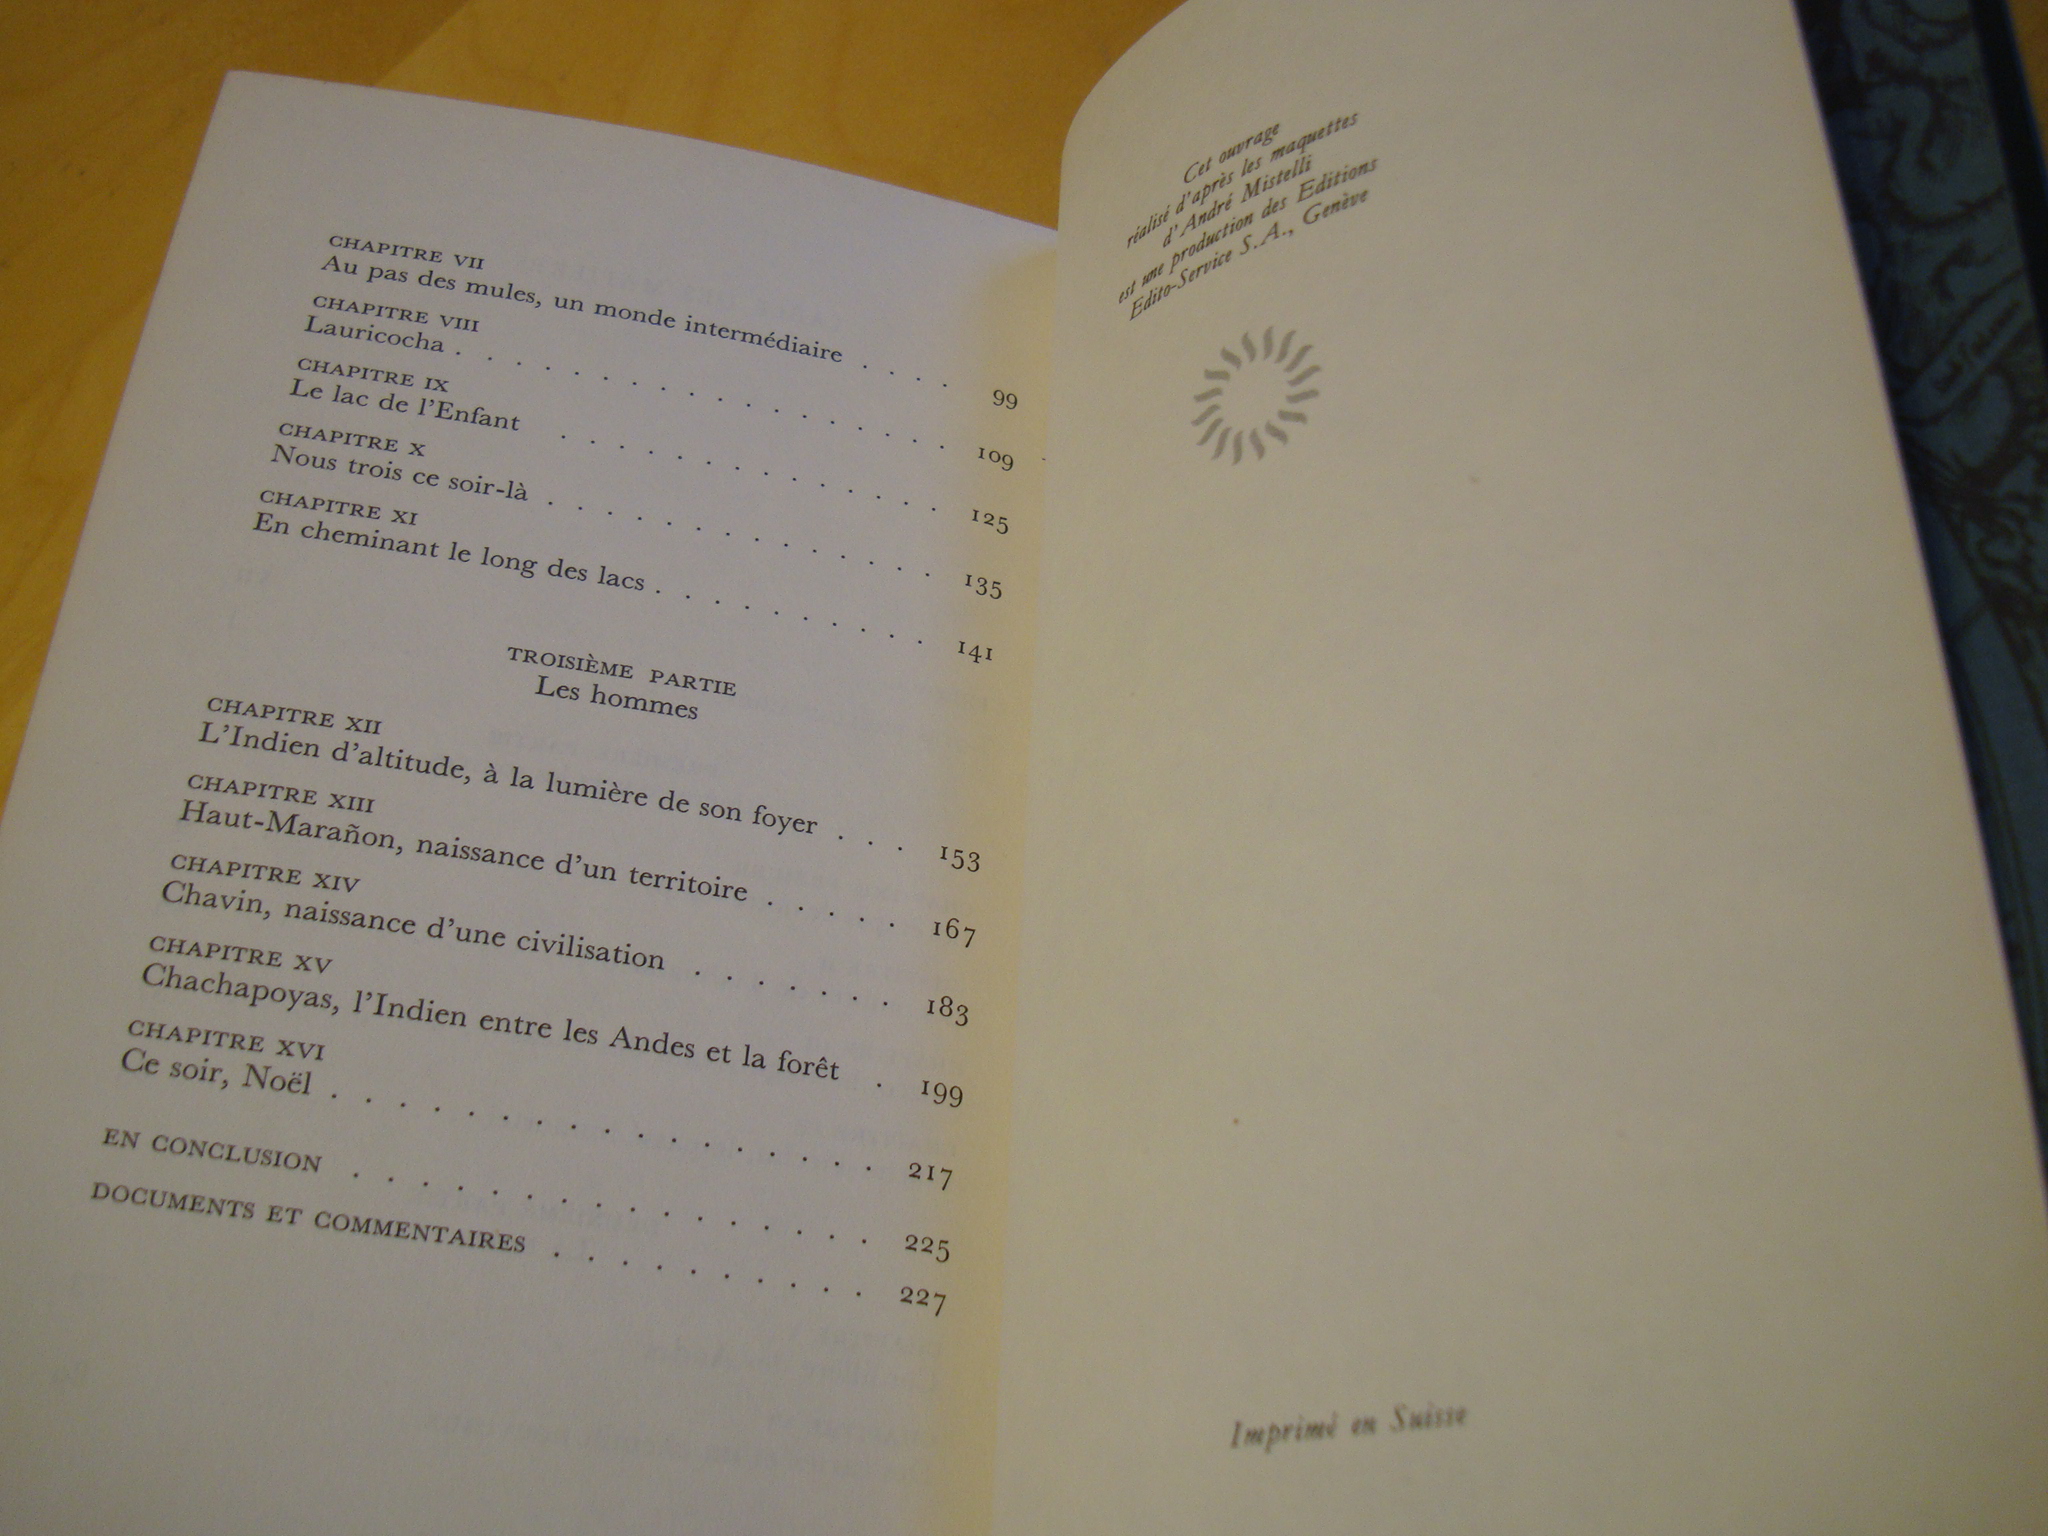 CHAPITRE VII
Au pas des mules, un monde intermédiaire . . . . 99
CHAPITRE VIII
Lauricocha . . . . . . . . . . . . . . . . . 109
CHAPITRE IX
Le lac de l'Enfant . . . . . . . . . . . . . . 125
CHAPITRE X
Nous trois ce soir-là . . . . . . . . . . . . . . 135
CHAPITRE XI
En cheminant le long des lacs . . . . . . . . . . 141
TROISIÈME PARTIE
Les hommes
CHAPITRE XII
L'Indien d'altitude, à la lumière de son foyer . . . 153
CHAPITRE XIII
Haut-Marañon, naissance d'un territoire . . . . . 167
CHAPITRE XIV
Chavin, naissance d'une civilisation . . . . . . . 183
CHAPITRE XV
Chachapoyas, l'Indien entre les Andes et la forêt . 199
CHAPITRE XVI
Ce soir, Noël . . . . . . . . . . . . . . . . . 217
EN CONCLUSION . . . . . . . . . . . . . . . . 225
DOCUMENTS ET COMMENTAIRES . . . . . . . . . . 227
Cet ouvrage
réalisé d'après les maquettes
d'André Mistelli
est une production des Editions
Edito-Service S.A., Genève
Imprimé en Suisse